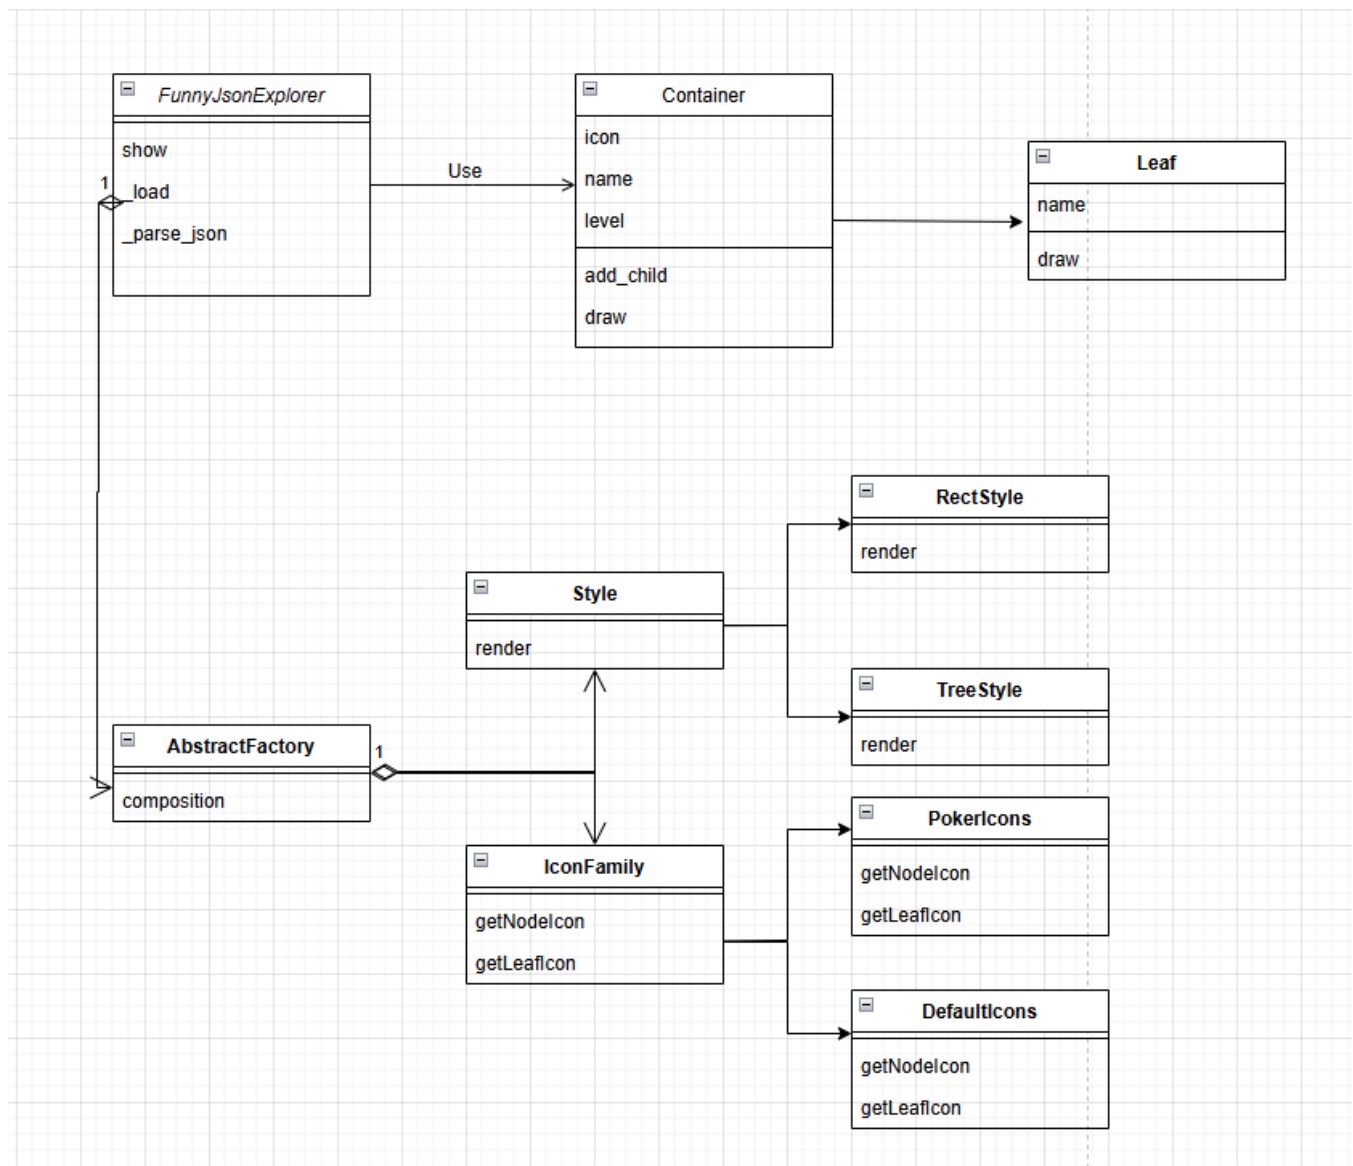 FunnyJsonExplorer
show
1
_load
_parse_json
Use
Container
icon
name
level
add_child
draw
Leaf
name
draw
RectStyle
render
Style
render
TreeStyle
render
AbstractFactory
1
composition
PokerIcons
getNodeIcon
getLeafIcon
IconFamily
getNodeIcon
getLeafIcon
DefaultIcons
getNodeIcon
getLeafIcon